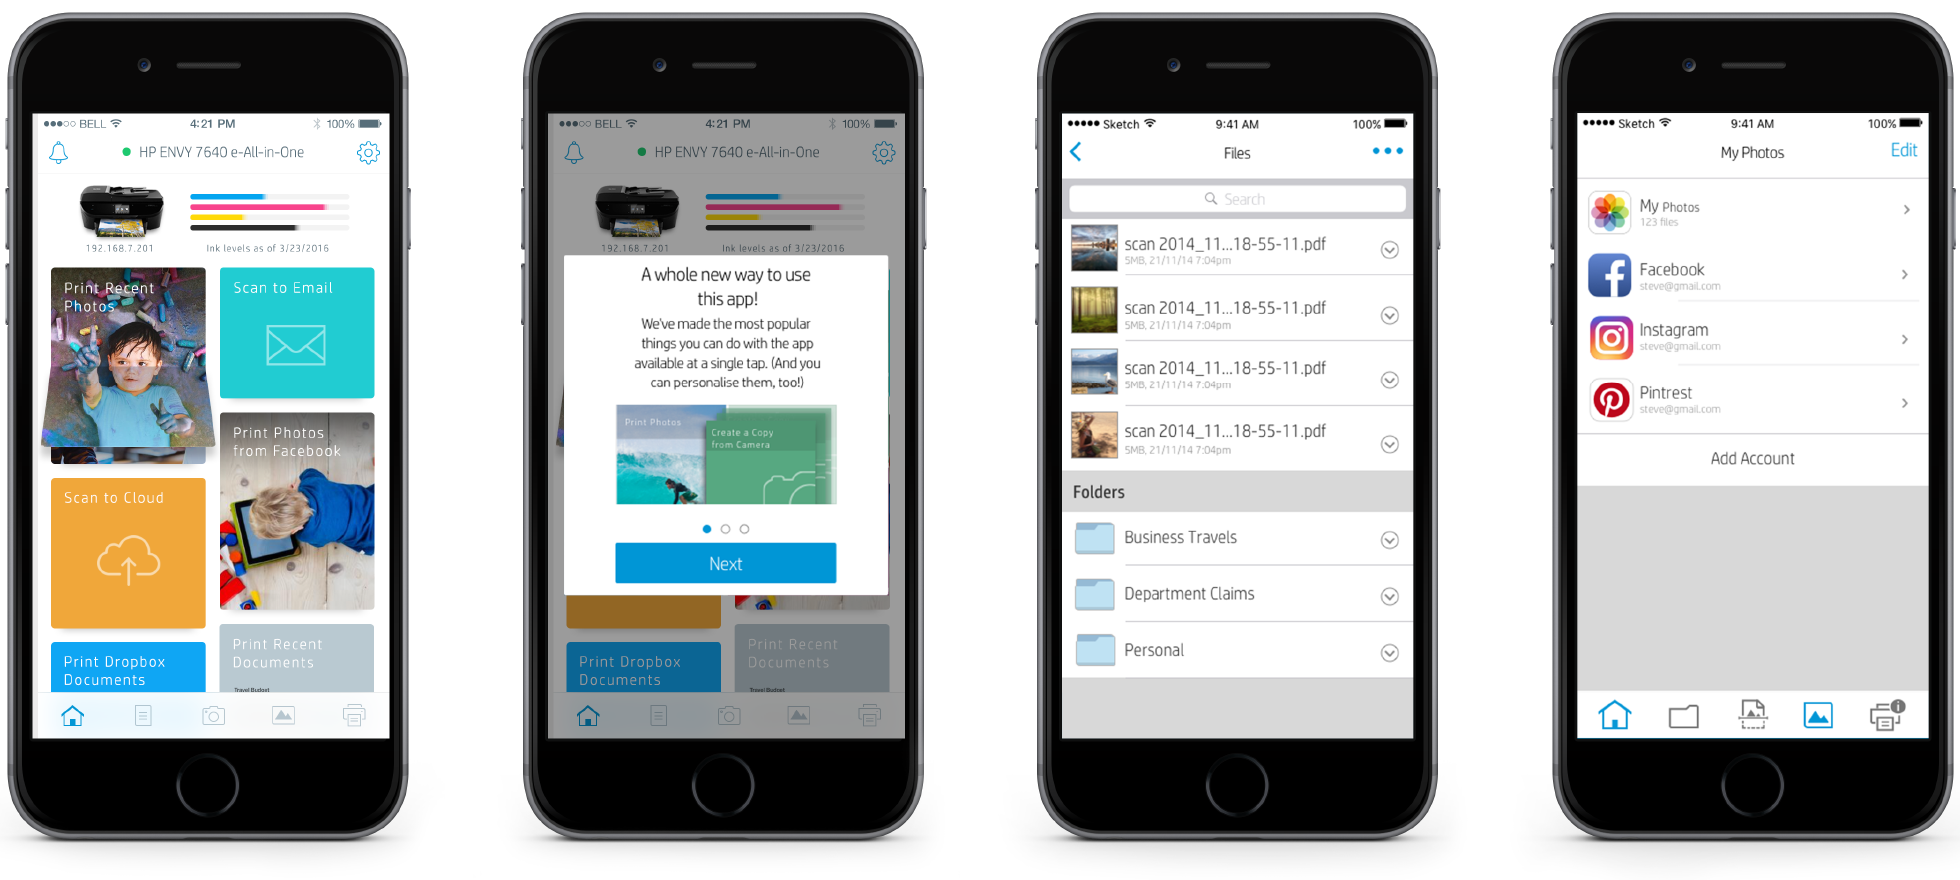 BELL
4:21 PM
100%
HP ENVY 7640 e-All-in-One
192.168.7.201
Ink levels as of 3/23/2016
Print Recent
Photos
Scan to Email
Print Photos
from Facebook
Scan to Cloud
Print Dropbox
Documents
Print Recent
Documents
Travel Budget
BELL
4:21 PM
100%
HP ENVY 7640 e-All-in-One
192.168.7.201
Ink levels as of 3/23/2016
A whole new way to use
this app!
We've made the most popular
things you can do with the app
available at a single tap. (And you
can personalise them, too!)
Print Photos
Create a Copy
from Camera
Next
Print Dropbox
Documents
Print Recent
Documents
Travel Budget
Sketch
9:41 AM
100%
Files
Search
scan 2014_11...18-55-11.pdf
5MB, 21/11/14 7:04pm
scan 2014_11...18-55-11.pdf
5MB, 21/11/14 7:04pm
scan 2014_11...18-55-11.pdf
5MB, 21/11/14 7:04pm
scan 2014_11...18-55-11.pdf
5MB, 21/11/14 7:04pm
Folders
Business Travels
Department Claims
Personal
Sketch
9:41 AM
100%
My Photos
Edit
My Photos
123 files
Facebook
steve@gmail.com
Instagram
steve@gmail.com
Pintrest
steve@gmail.com
Add Account